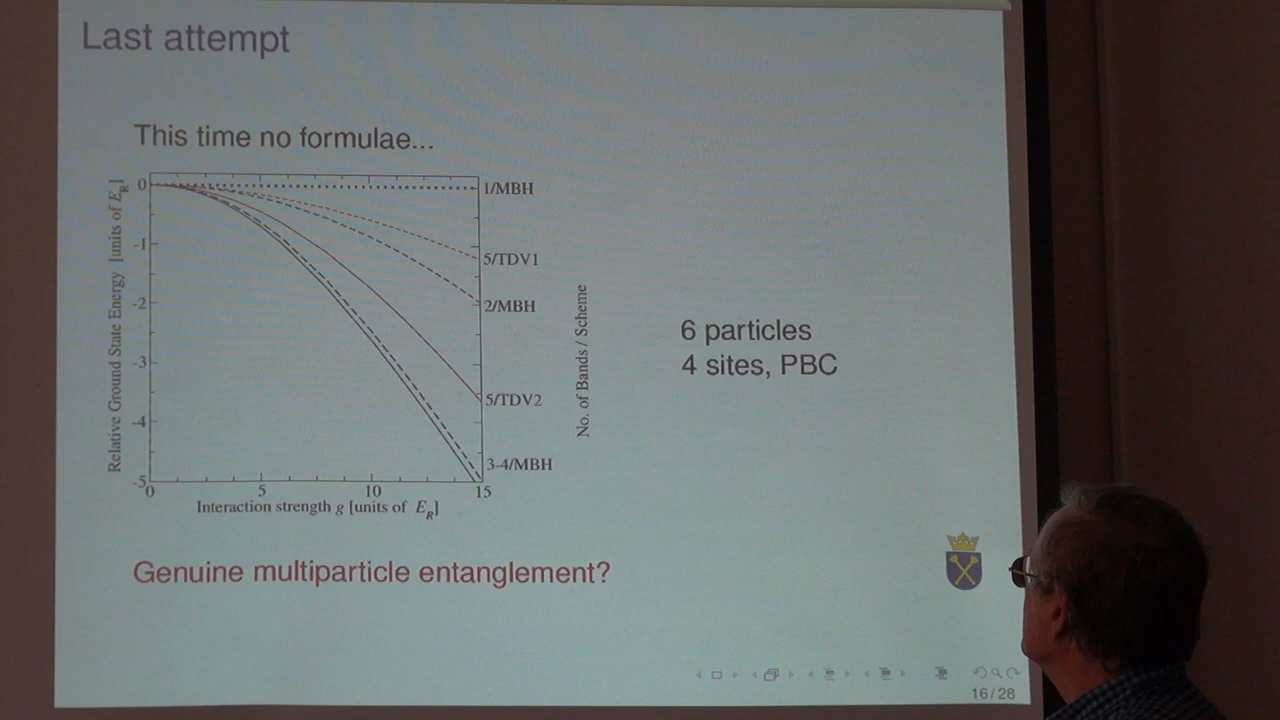 Last attempt
This time no formulae...
Relative Ground State Energy [units of E_R]
0
-1
-2
-3
-4
-5
0
5
10
15
Interaction strength g [units of E_R]
1/MBH
5/TDV1
2/MBH
5/TDV2
3-4/MBH
No. of Bands / Scheme
6 particles
4 sites, PBC
Genuine multiparticle entanglement?
16/28